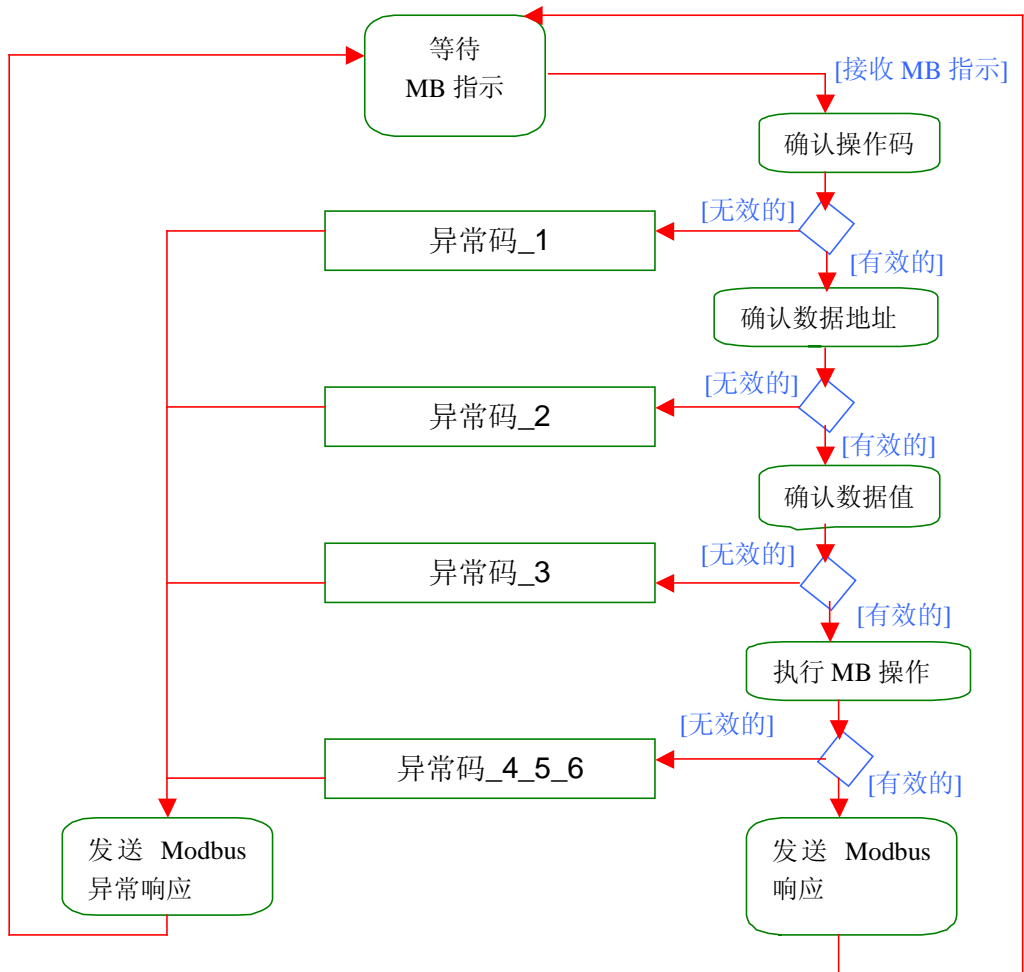 等待
MB 指示
[接收 MB 指示]
确认操作码
[无效的]
异常码_1
[有效的]
确认数据地址
[无效的]
异常码_2
[有效的]
确认数据值
[无效的]
异常码_3
[有效的]
执行 MB 操作
[无效的]
异常码_4_5_6
[有效的]
发送 Modbus
异常响应
发送 Modbus
响应